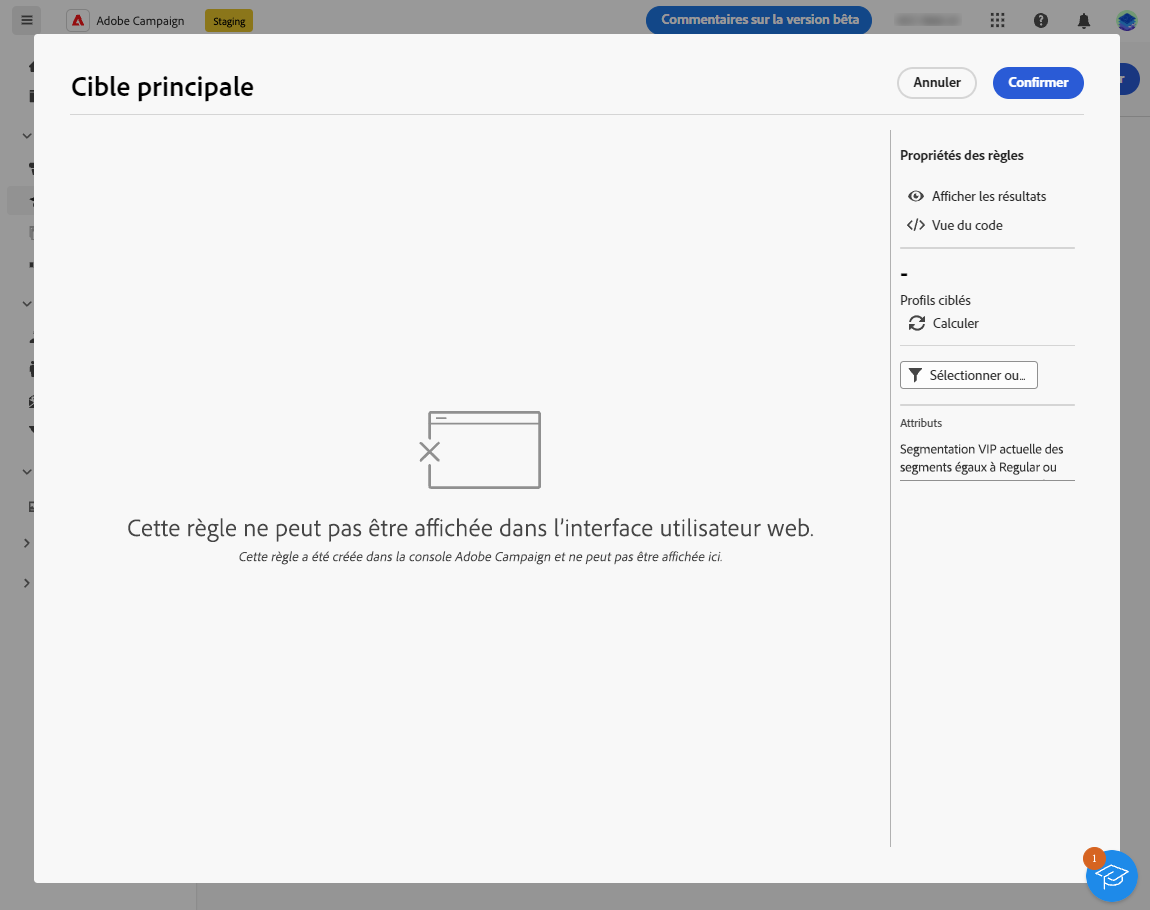 Adobe Campaign
Staging
Commentaires sur la version bêta
Cible principale
Annuler
Confirmer
Propriétés des règles
Afficher les résultats
Vue du code
-
Profils ciblés
Calculer
Sélectionner ou...
Attributs
Segmentation VIP actuelle des
segments égaux à Regular ou
Cette règle ne peut pas être affichée dans l'interface utilisateur web.
Cette règle a été créée dans la console Adobe Campaign et ne peut pas être affichée ici.
1